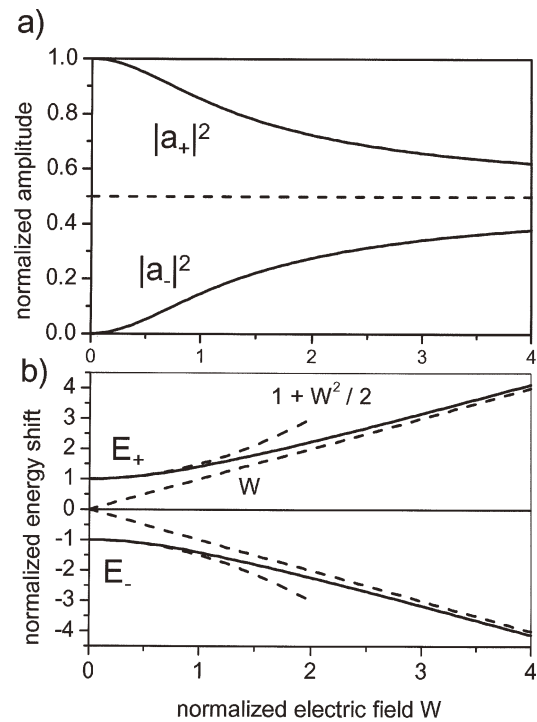 a)
normalized amplitude
1.0
0.8
0.6
0.4
0.2
0.0
|a₊|²
|a₋|²
0 1 2 3 4
b)
normalized energy shift
4
3
2
1
0
-1
-2
-3
-4
1 + W² / 2
E₊
W
E₋
0 1 2 3 4
normalized electric field W